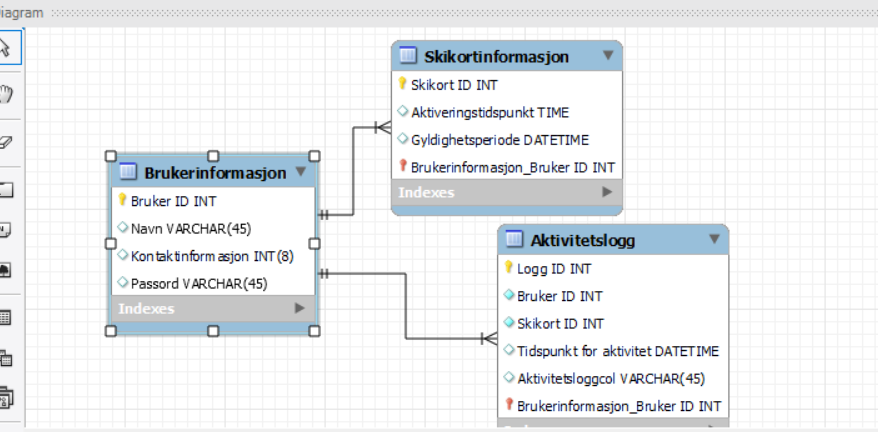 Diagram
Skikortinformasjon
Skikort ID INT
Aktiveringstidspunkt TIME
Gyldighetsperiode DATETIME
Brukerinformasjon_Bruker ID INT
Indexes
Brukerinformasjon
Bruker ID INT
Navn VARCHAR(45)
Kontaktinformasjon INT(8)
Passord VARCHAR(45)
Indexes
Aktivitetslogg
Logg ID INT
Bruker ID INT
Skikort ID INT
Tidspunkt for aktivitet DATETIME
Aktivitetsloggcol VARCHAR(45)
Brukerinformasjon_Bruker ID INT